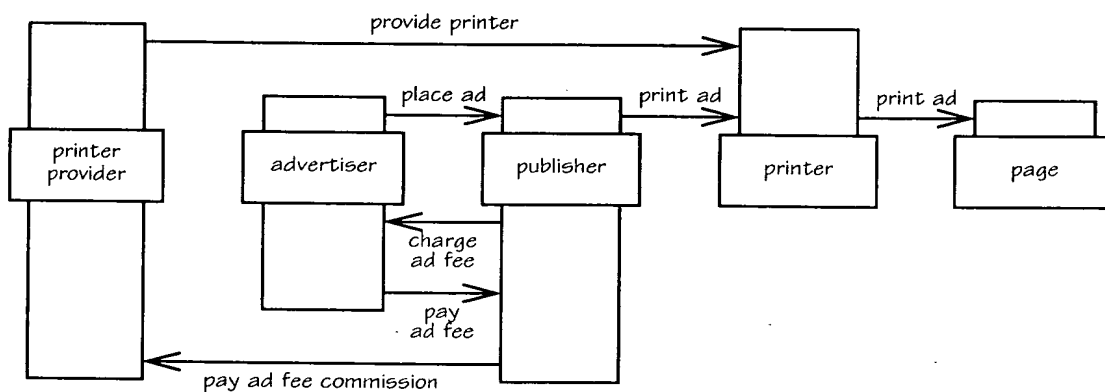 provide printer
place ad
print ad
print ad
printer
provider
advertiser
publisher
printer
page
charge
ad fee
pay
ad fee
pay ad fee commission